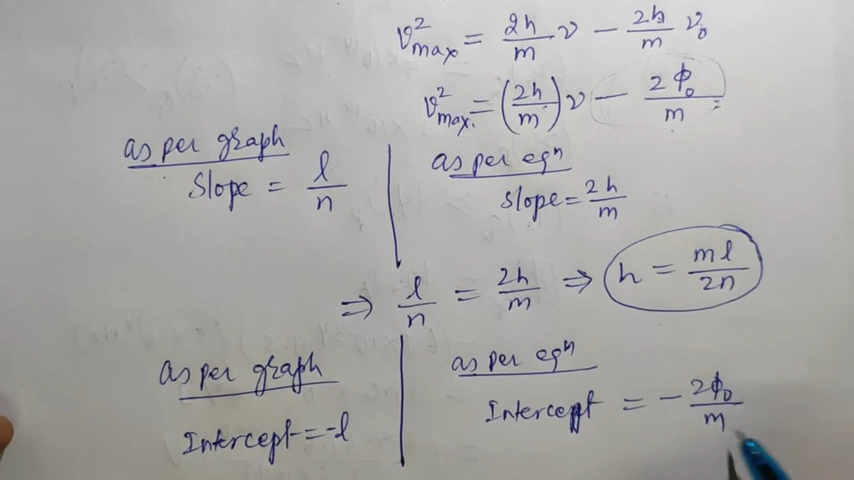 v²max = 2h/m ν − 2h/m ν₀
v²max. = (2h/m) ν − 2ϕ₀/m
as per graph
Slope = l/n
as per eqⁿ
Slope = 2h/m
⇒ l/n = 2h/m ⇒ h = ml/2n
as per graph
Intercept = -l
as per eqⁿ
Intercept = − 2ϕ₀/m